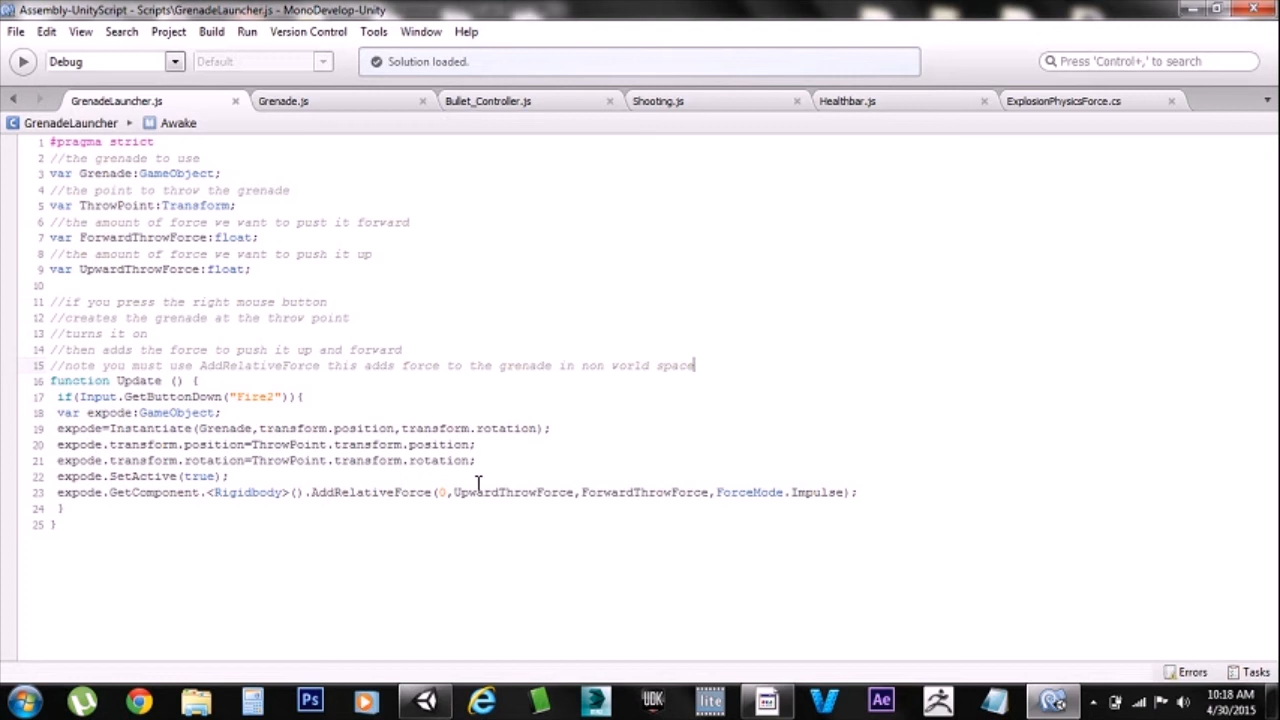 Assembly-UnityScript - Scripts\GrenadeLauncher.js - MonoDevelop-Unity
File Edit View Search Project Build Run Version Control Tools Window Help
Debug Default Solution loaded. Press 'Control+,' to search
GrenadeLauncher.js Grenade.js Bullet_Controller.js Shooting.js Healthbar.js ExplosionPhysicsForce.cs
C GrenadeLauncher M Awake
1 #pragma strict
2 //the grenade to use
3 var Grenade:GameObject;
4 //the point to throw the grenade
5 var ThrowPoint:Transform;
6 //the amount of force we want to pust it forward
7 var ForwardThrowForce:float;
8 //the amount of force we want to push it up
9 var UpwardThrowForce:float;
10
11 //if you press the right mouse button
12 //creates the grenade at the throw point
13 //turns it on
14 //then adds the force to push it up and forward
15 //note you must use AddRelativeForce this adds force to the grenade in non world space
16 function Update () {
17 if(Input.GetButtonDown("Fire2")){
18 var expode:GameObject;
19 expode=Instantiate(Grenade,transform.position,transform.rotation);
20 expode.transform.position=ThrowPoint.transform.position;
21 expode.transform.rotation=ThrowPoint.transform.rotation;
22 expode.SetActive(true);
23 expode.GetComponent.<Rigidbody>().AddRelativeForce(0,UpwardThrowForce,ForwardThrowForce,ForceMode.Impulse);
24 }
25 }
Errors Tasks
Ps UDK lite Ae
10:18 AM
4/30/2015